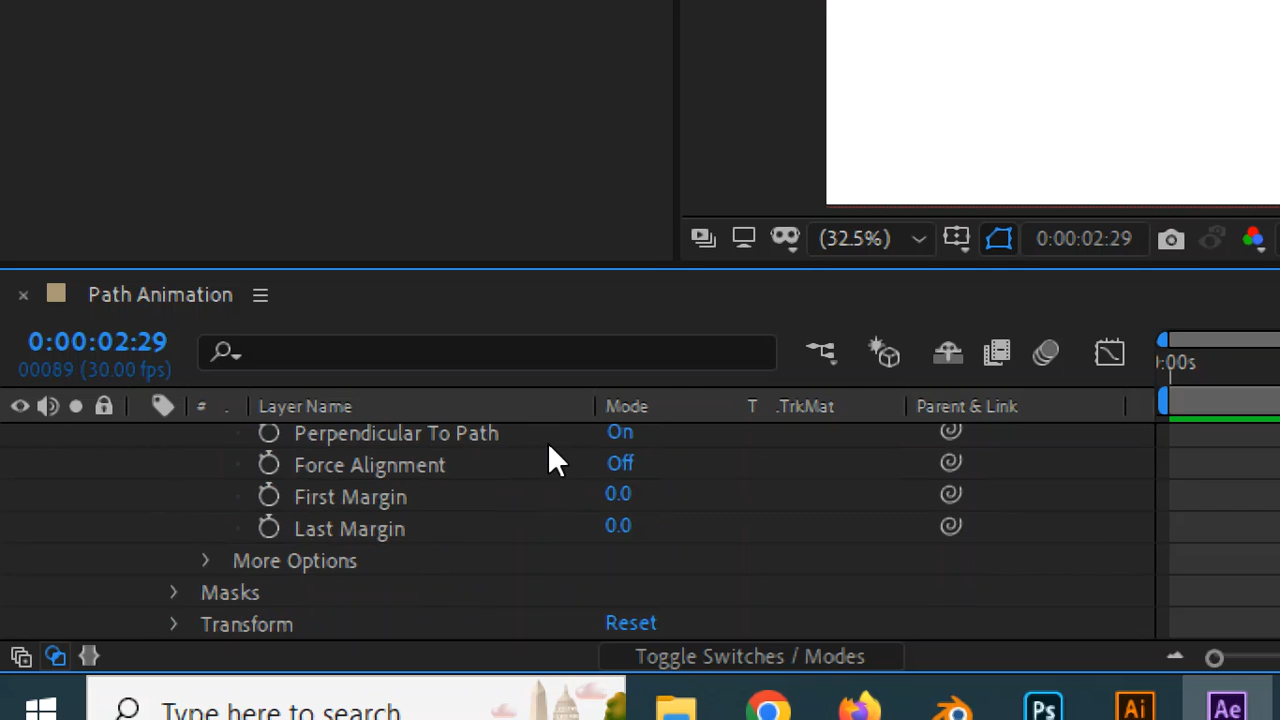 (32.5%) 0:00:02:29
Path Animation
0:00:02:29
00089 (30.00 fps)
:00s
# . Layer Name Mode T .TrkMat Parent & Link
Perpendicular To Path On
Force Alignment Off
First Margin 0.0
Last Margin 0.0
More Options
Masks
Transform Reset
Toggle Switches / Modes
Type here to search
Ps Ai Ae